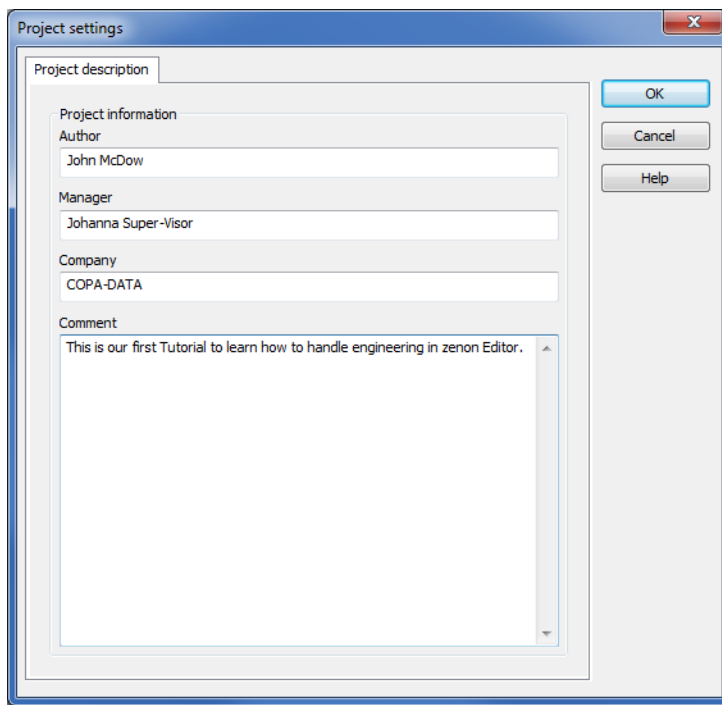 Project settings
Project description
OK
Cancel
Help
Project information
Author
John McDow
Manager
Johanna Super-Visor
Company
COPA-DATA
Comment
This is our first Tutorial to learn how to handle engineering in zenon Editor.